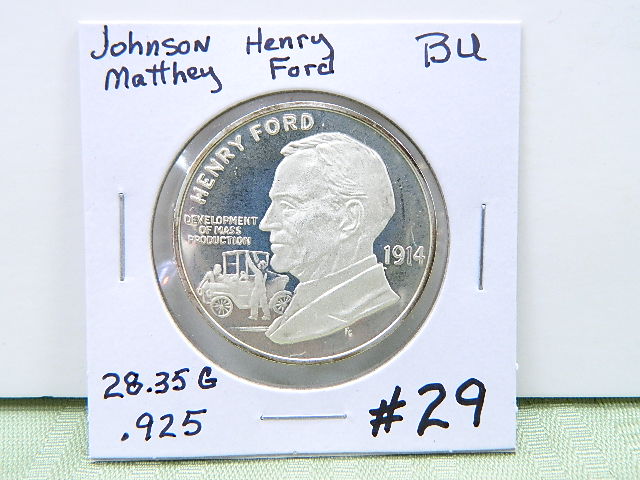 Johnson Henry BU
Matthey Ford
HENRY FORD
DEVELOPMENT
OF MASS
PRODUCTION
1914
28.35 G
.925
#29